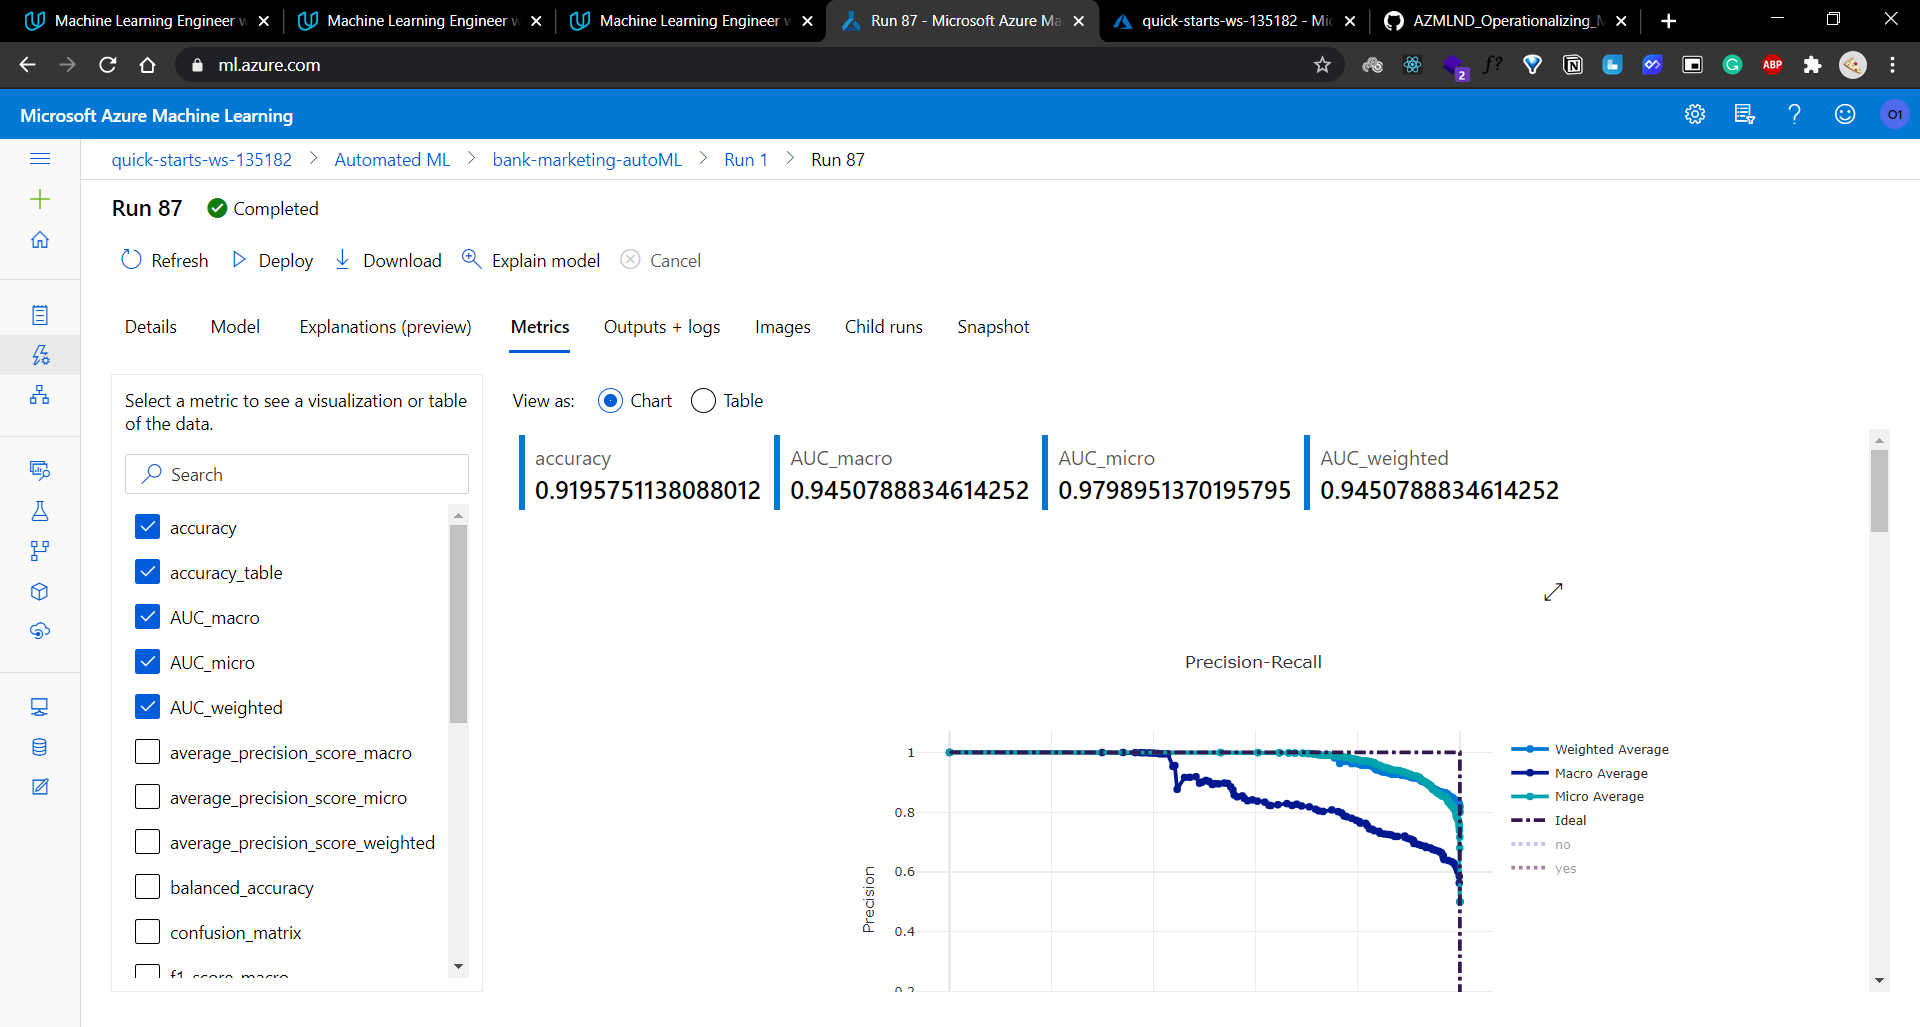 Machine Learning Engineer w
Machine Learning Engineer w
Machine Learning Engineer w
Run 87 - Microsoft Azure Ma
quick-starts-ws-135182 - Mic
AZMLND_Operationalizing_M
ml.azure.com
2
f?
ABP
Microsoft Azure Machine Learning
O1
quick-starts-ws-135182 > Automated ML > bank-marketing-autoML > Run 1 > Run 87
Run 87 Completed
Refresh Deploy Download Explain model Cancel
Details Model Explanations (preview) Metrics Outputs + logs Images Child runs Snapshot
Select a metric to see a visualization or table
of the data.
Search
accuracy
accuracy_table
AUC_macro
AUC_micro
AUC_weighted
average_precision_score_macro
average_precision_score_micro
average_precision_score_weighted
balanced_accuracy
confusion_matrix
f1_score_macro
View as: Chart Table
accuracy
0.9195751138088012
AUC_macro
0.9450788834614252
AUC_micro
0.9798951370195795
AUC_weighted
0.9450788834614252
Precision-Recall
1
0.8
0.6
0.4
0.2
Precision
Weighted Average
Macro Average
Micro Average
Ideal
no
yes